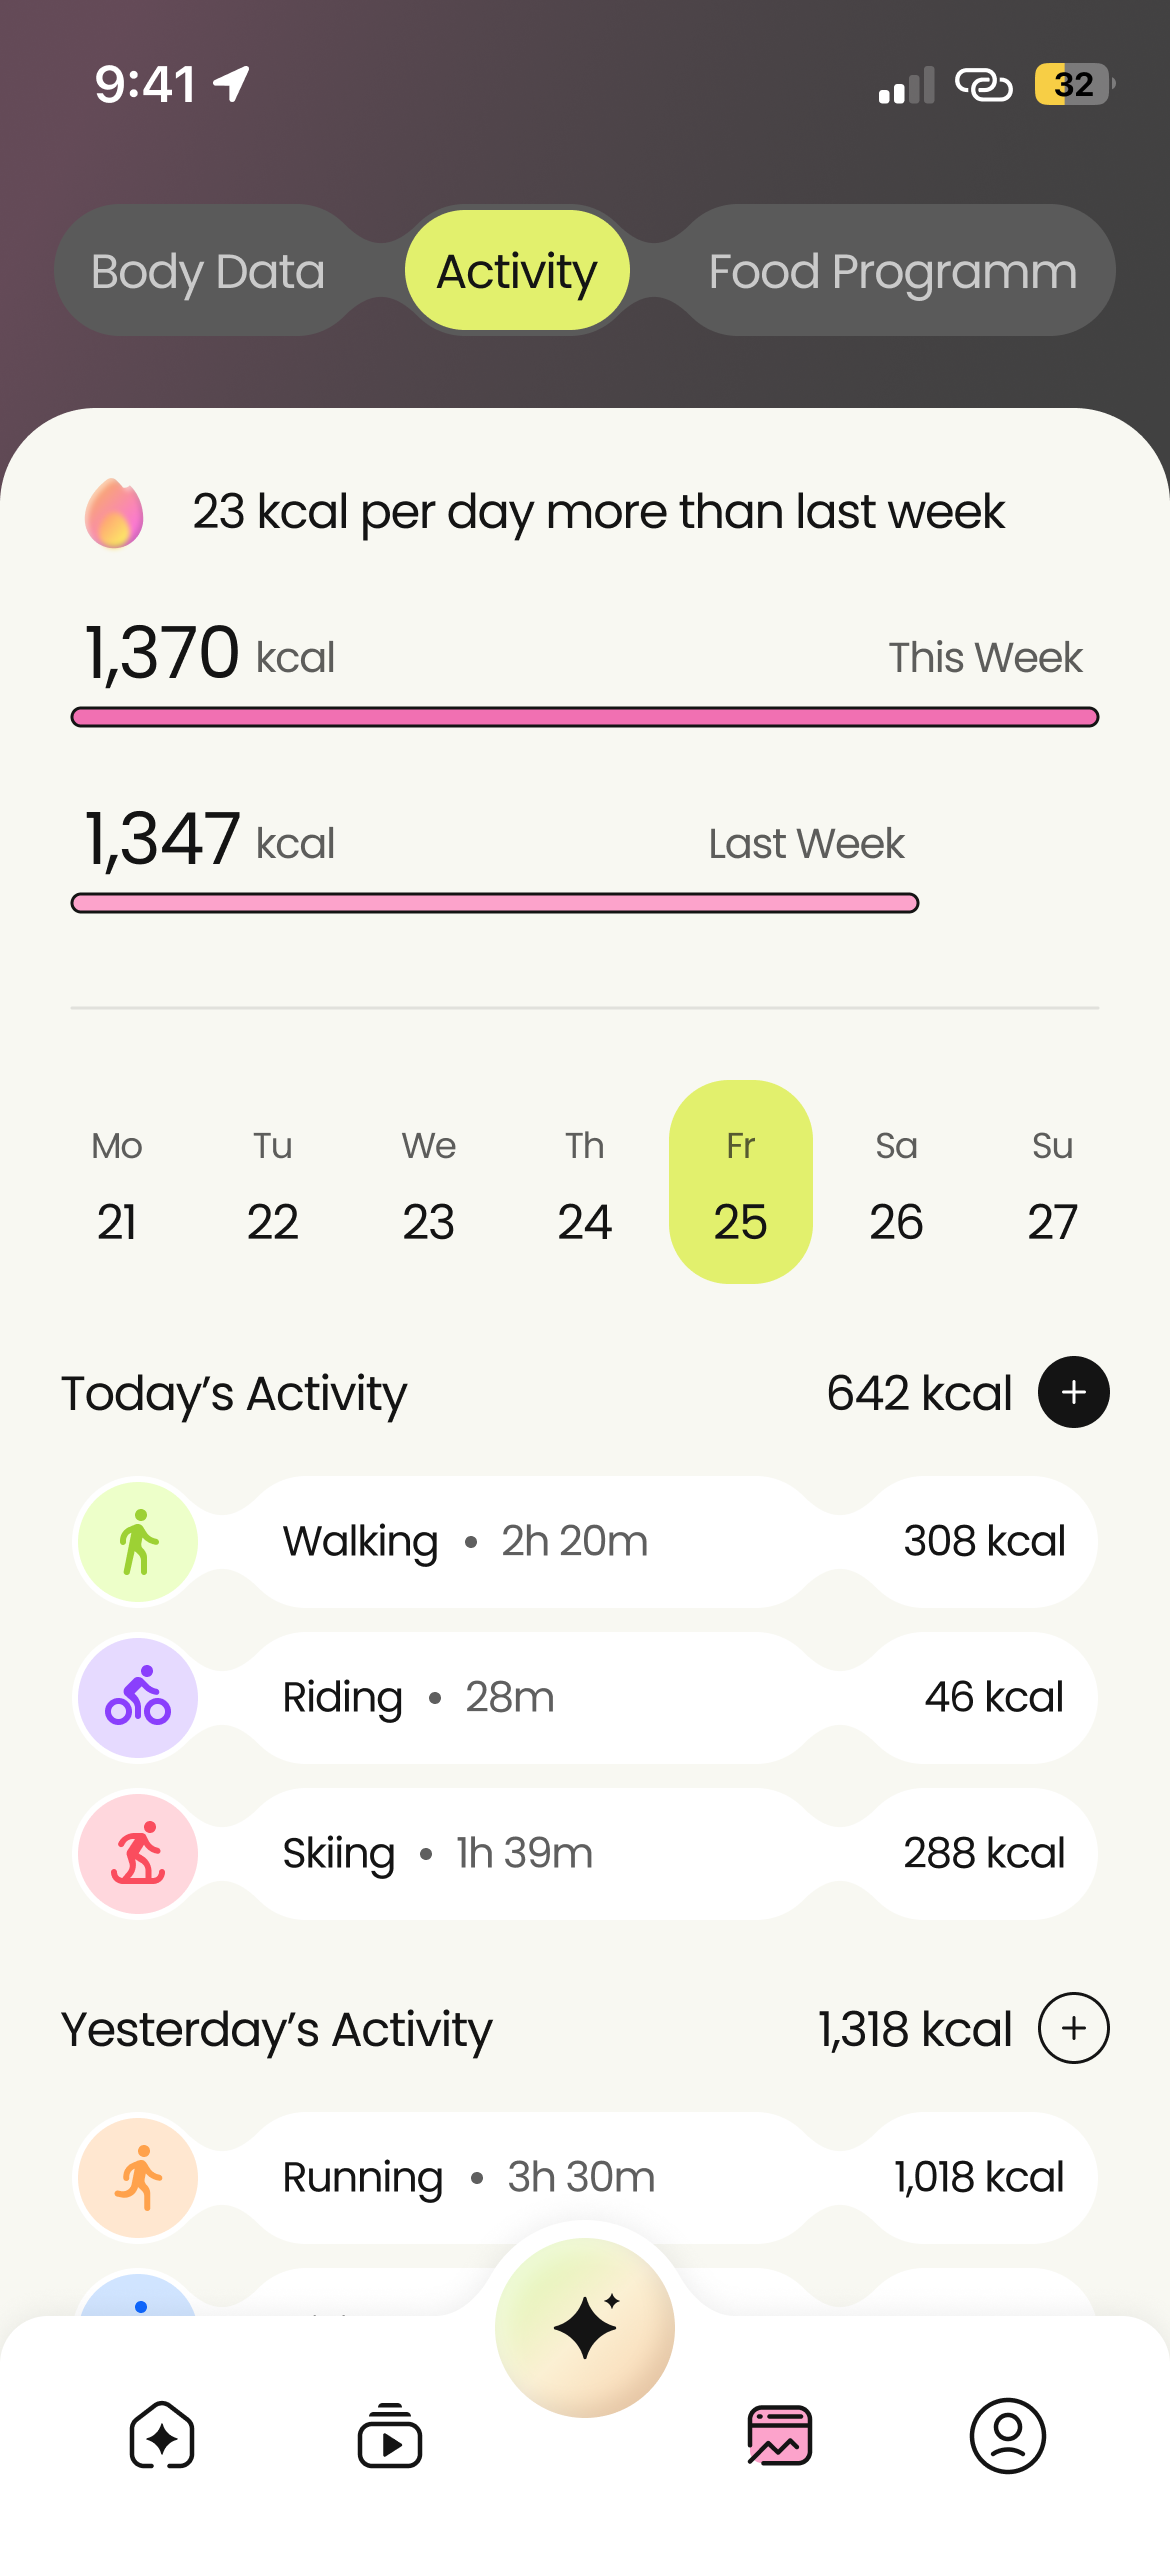 9:41
32
Body Data
Activity
Food Programm
23 kcal per day more than last week
1,370 kcal
This Week
1,347 kcal
Last Week
Mo Tu We Th Fr Sa Su
21 22 23 24 25 26 27
Today’s Activity
642 kcal
Walking • 2h 20m
308 kcal
Riding • 28m
46 kcal
Skiing • 1h 39m
288 kcal
Yesterday’s Activity
1,318 kcal
Running • 3h 30m
1,018 kcal